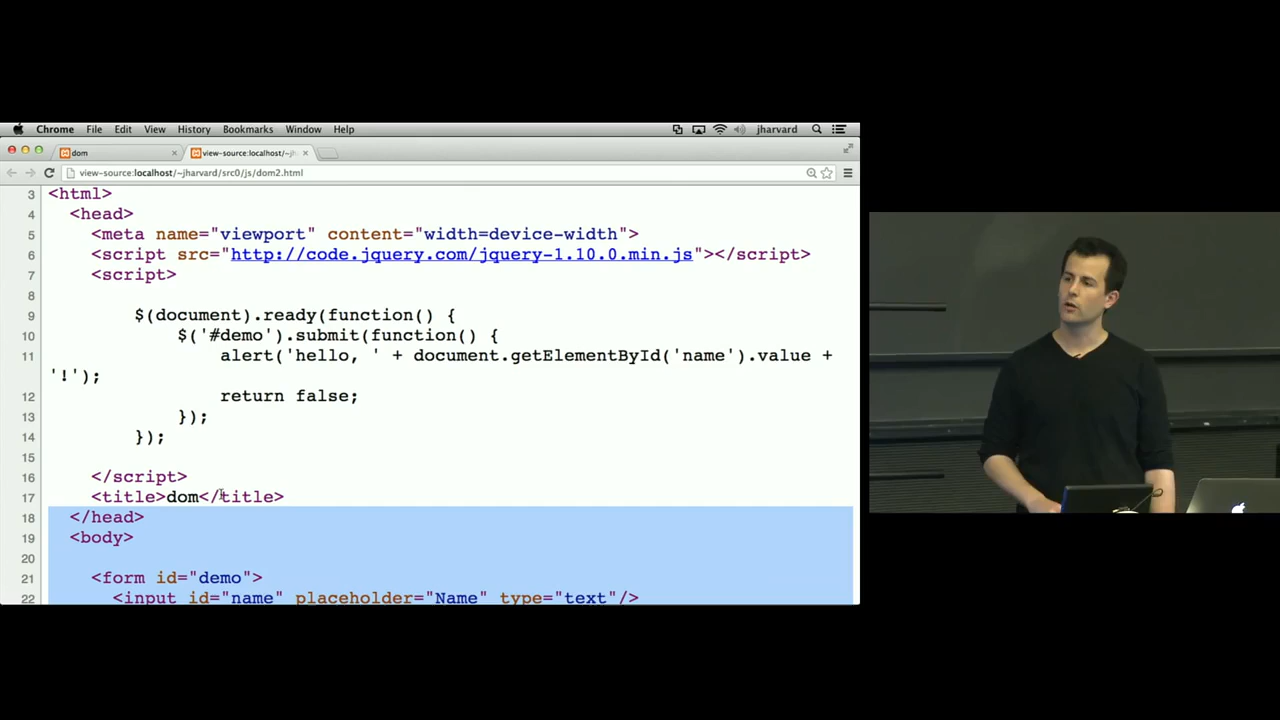 Chrome File Edit View History Bookmarks Window Help jharvard
dom view-source:localhost/~jh
view-source:localhost/~jharvard/src0/js/dom2.html
3 <html>
4 <head>
5 <meta name="viewport" content="width=device-width">
6 <script src="http://code.jquery.com/jquery-1.10.0.min.js"></script>
7 <script>
8
9 $(document).ready(function() {
10 $('#demo').submit(function() {
11 alert('hello, ' + document.getElementById('name').value +
'!');
12 return false;
13 });
14 });
15
16 </script>
17 <title>dom</title>
18 </head>
19 <body>
20
21 <form id="demo">
22 <input id="name" placeholder="Name" type="text"/>